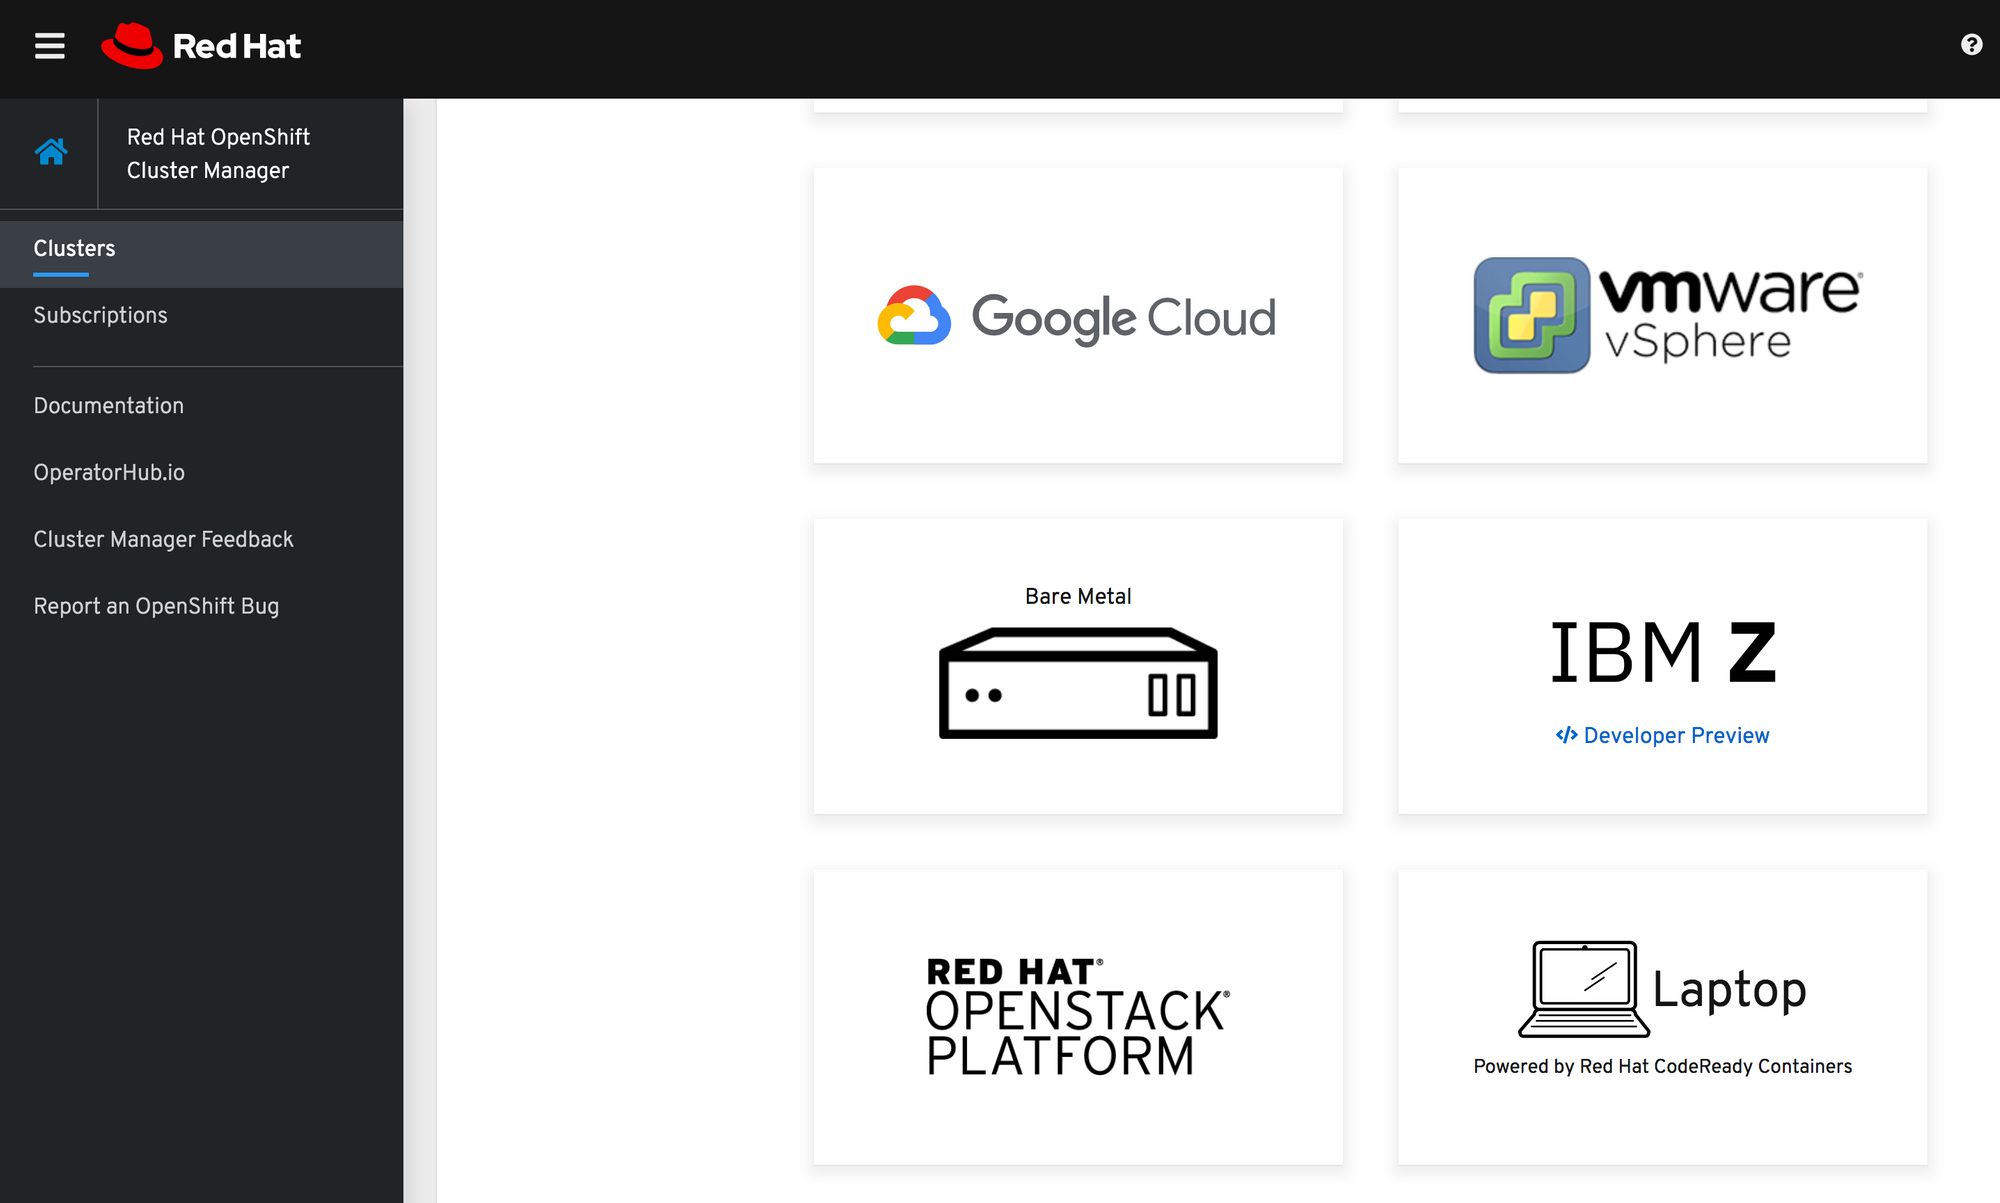 Red Hat
Red Hat OpenShift
Cluster Manager
Clusters
Subscriptions
Documentation
OperatorHub.io
Cluster Manager Feedback
Report an OpenShift Bug
Google Cloud
vmware®
vSphere
Bare Metal
IBM Z
</> Developer Preview
RED HAT®
OPENSTACK®
PLATFORM
Laptop
Powered by Red Hat CodeReady Containers